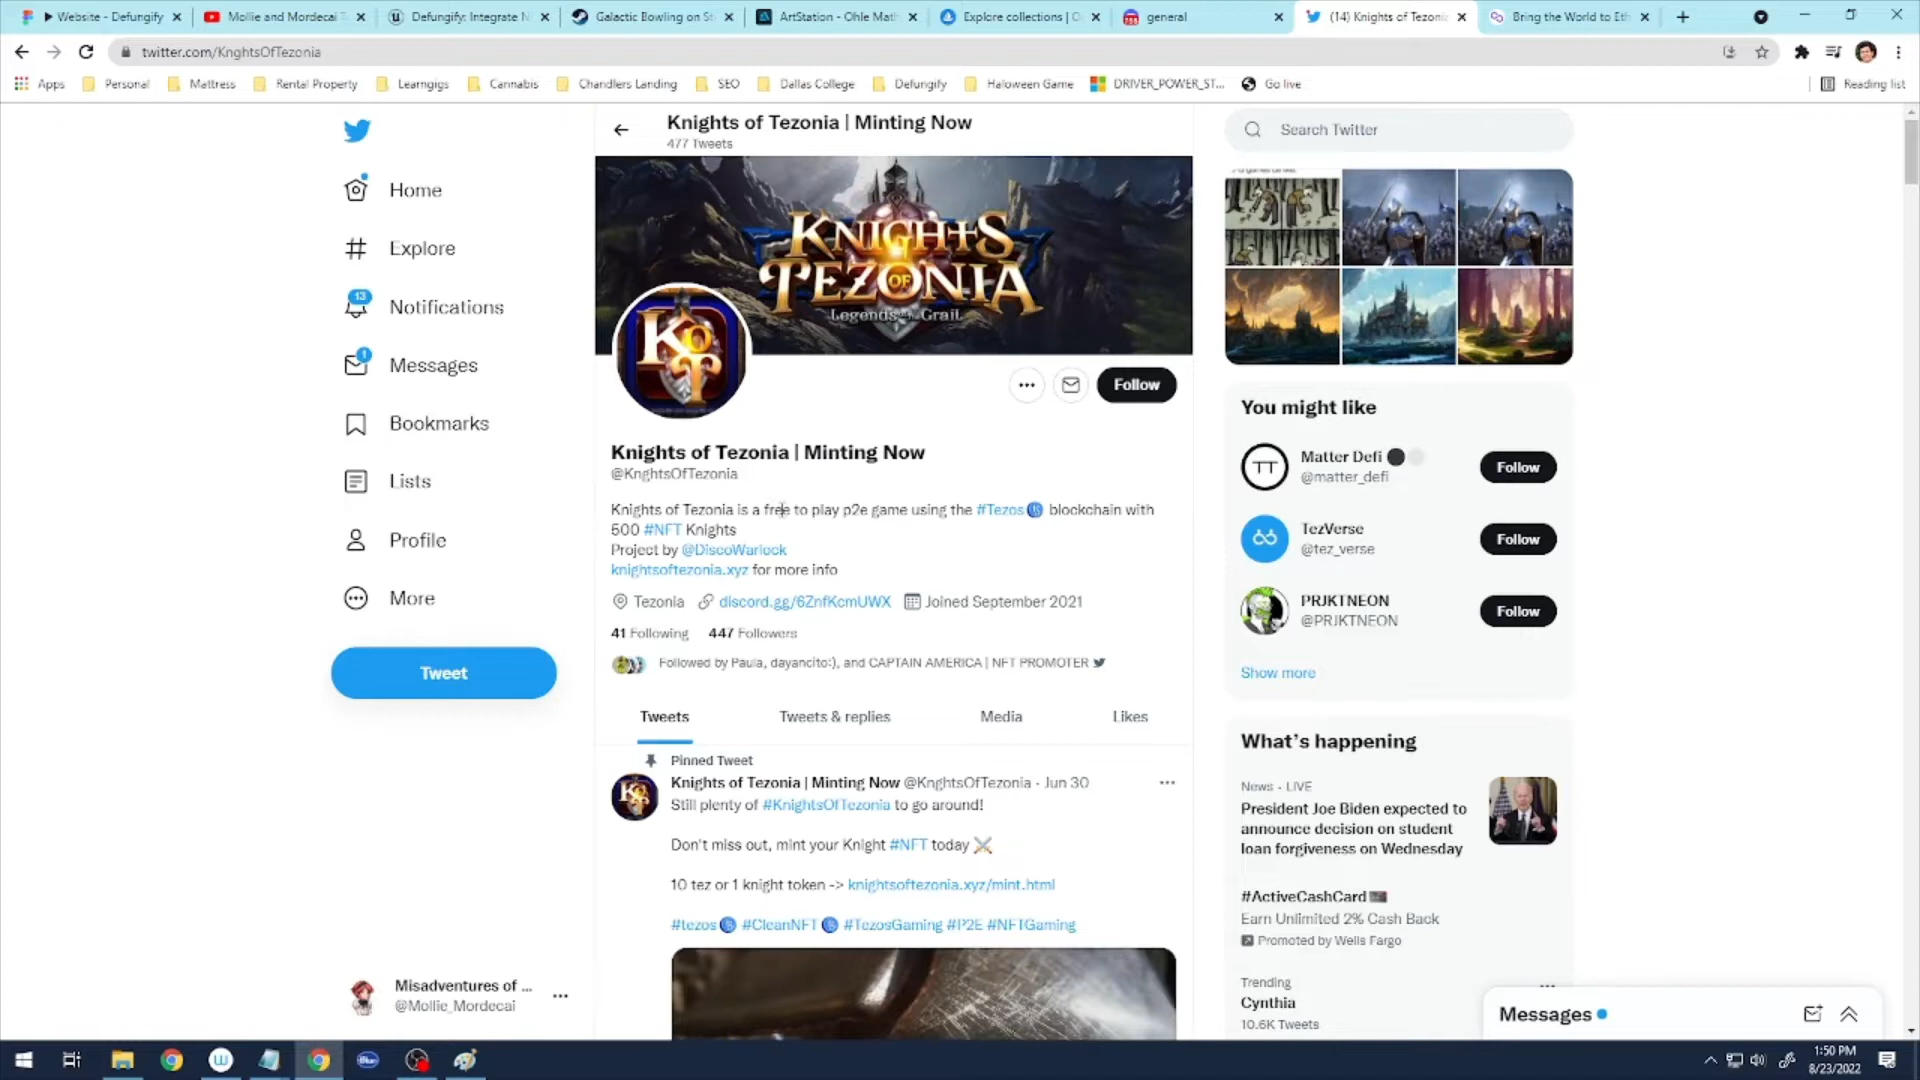 Website - Defungify
Mollie and Mordecai
Defungify: Integrate N
Galactic Bowling on St
ArtStation - Ohle Math
Explore collections | O
general
(14) Knights of Tezonia
Bring the World to Eth
twitter.com/KnghtsOfTezonia
Apps
Personal
Mattress
Rental Property
Learngigs
Cannabis
Chandlers Landing
SEO
Dallas College
Defungify
Haloween Game
DRIVER_POWER_ST...
Go live
Reading list
Home
Explore
13
Notifications
1
Messages
Bookmarks
Lists
Profile
More
Tweet
Misadventures of ...
@Mollie_Mordecai
Knights of Tezonia | Minting Now
477 Tweets
KNIGHTS
OF
TEZONIA
Legends of the Grail
KoT
Follow
Knights of Tezonia | Minting Now
@KnghtsOfTezonia
Knights of Tezonia is a free to play p2e game using the #Tezos blockchain with
500 #NFT Knights
Project by @DiscoWarlock
knightsoftezonia.xyz for more info
Tezonia discord.gg/6ZnfKcmUWX Joined September 2021
41 Following 447 Followers
Followed by Paula, dayancito:), and CAPTAIN AMERICA | NFT PROMOTER
Tweets
Tweets & replies
Media
Likes
Pinned Tweet
Knights of Tezonia | Minting Now @KnghtsOfTezonia · Jun 30
Still plenty of #KnightsOfTezonia to go around!
Don't miss out, mint your Knight #NFT today
10 tez or 1 knight token -> knightsoftezonia.xyz/mint.html
#tezos #CleanNFT #TezosGaming #P2E #NFTGaming
Search Twitter
You might like
Matter Defi
@matter_defi
Follow
TezVerse
@tez_verse
Follow
PRJKTNEON
@PRJKTNEON
Follow
Show more
What's happening
News · LIVE
President Joe Biden expected to
announce decision on student
loan forgiveness on Wednesday
#ActiveCashCard
Earn Unlimited 2% Cash Back
Promoted by Wells Fargo
Trending
Cynthia
10.6K Tweets
Messages
Blue
1:50 PM
8/23/2022